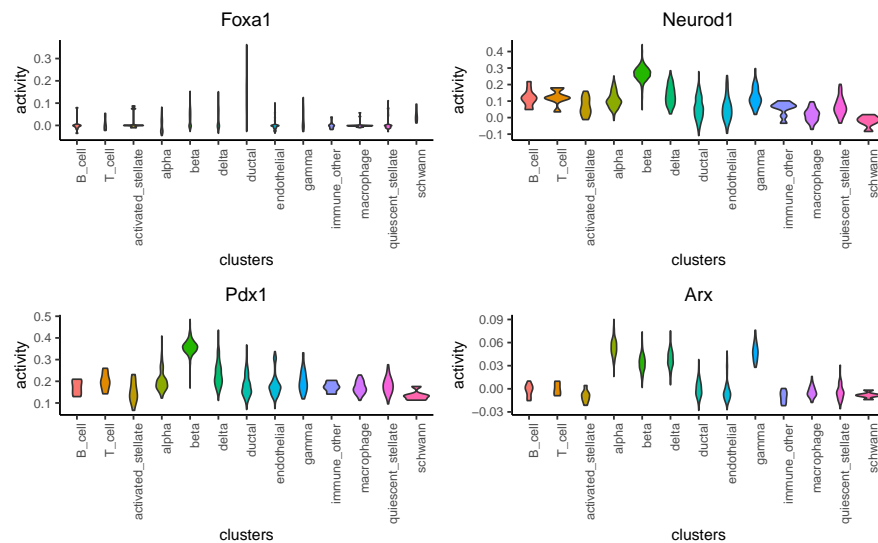 Foxa1
activity
0.3
0.2
0.1
0.0
B_cell
T_cell
activated_stellate
alpha
beta
delta
ductal
endothelial
gamma
immune_other
macrophage
quiescent_stellate
schwann
clusters
Neurod1
activity
0.4
0.3
0.2
0.1
0.0
−0.1
B_cell
T_cell
activated_stellate
alpha
beta
delta
ductal
endothelial
gamma
immune_other
macrophage
quiescent_stellate
schwann
clusters
Pdx1
activity
0.5
0.4
0.3
0.2
0.1
B_cell
T_cell
activated_stellate
alpha
beta
delta
ductal
endothelial
gamma
immune_other
macrophage
quiescent_stellate
schwann
clusters
Arx
activity
0.09
0.06
0.03
0.00
−0.03
B_cell
T_cell
activated_stellate
alpha
beta
delta
ductal
endothelial
gamma
immune_other
macrophage
quiescent_stellate
schwann
clusters